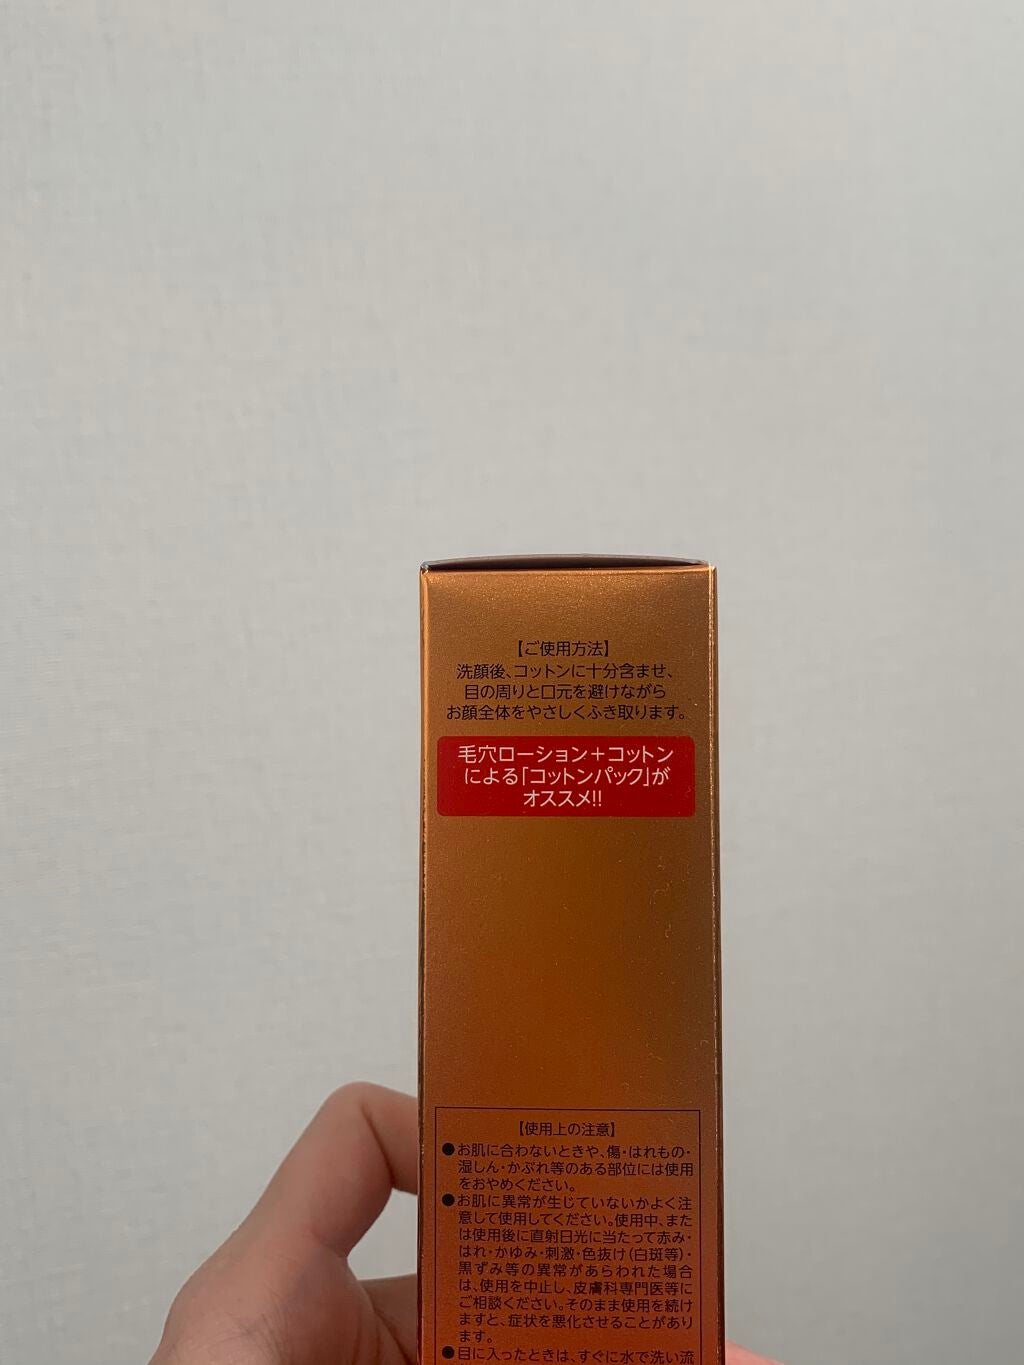 【ご使用方法】
洗顔後、コットンに十分含ませ、
目の周りと口元を避けながら
お顔全体をやさしくふき取ります。
毛穴ローション＋コットン
による「コットンパック」が
オススメ!!
【使用上の注意】
●お肌に合わないときや、傷・はれもの・
湿しん・かぶれ等のある部位には使用
をおやめください。
●お肌に異常が生じていないかよく注
意して使用してください。使用中、また
は使用後に直射日光に当たって赤み・
はれ・かゆみ・刺激・色抜け(白斑等)・
黒ずみ等の異常があらわれた場合
は、使用を中止し、皮膚科専門医等に
ご相談ください。そのまま使用を続け
ますと、症状を悪化させることがあり
ます。
●目に入ったときは、すぐに水で洗い流